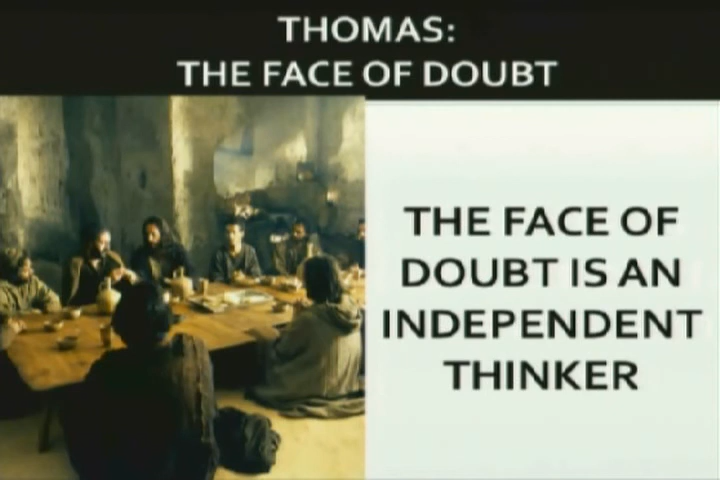 THOMAS:
THE FACE OF DOUBT
THE FACE OF
DOUBT IS AN
INDEPENDENT
THINKER